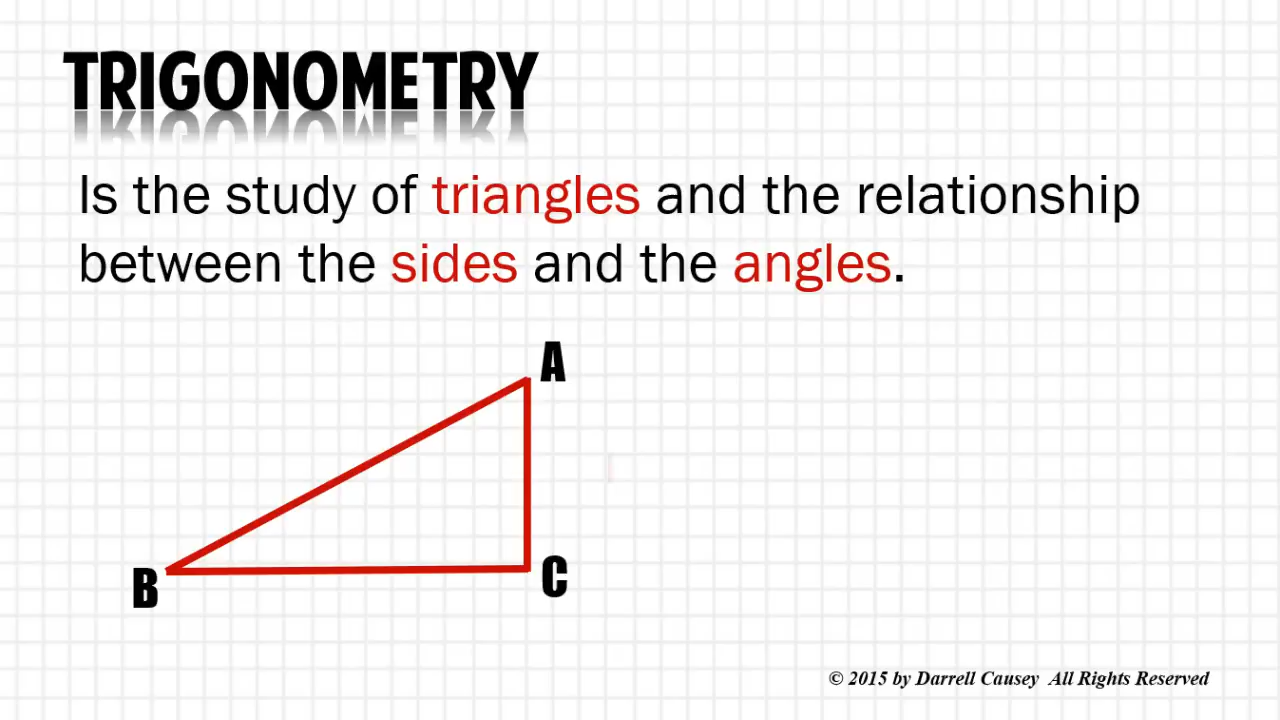 TRIGONOMETRY
Is the study of triangles and the relationship
between the sides and the angles.
A
B
C
© 2015 by Darrell Causey All Rights Reserved